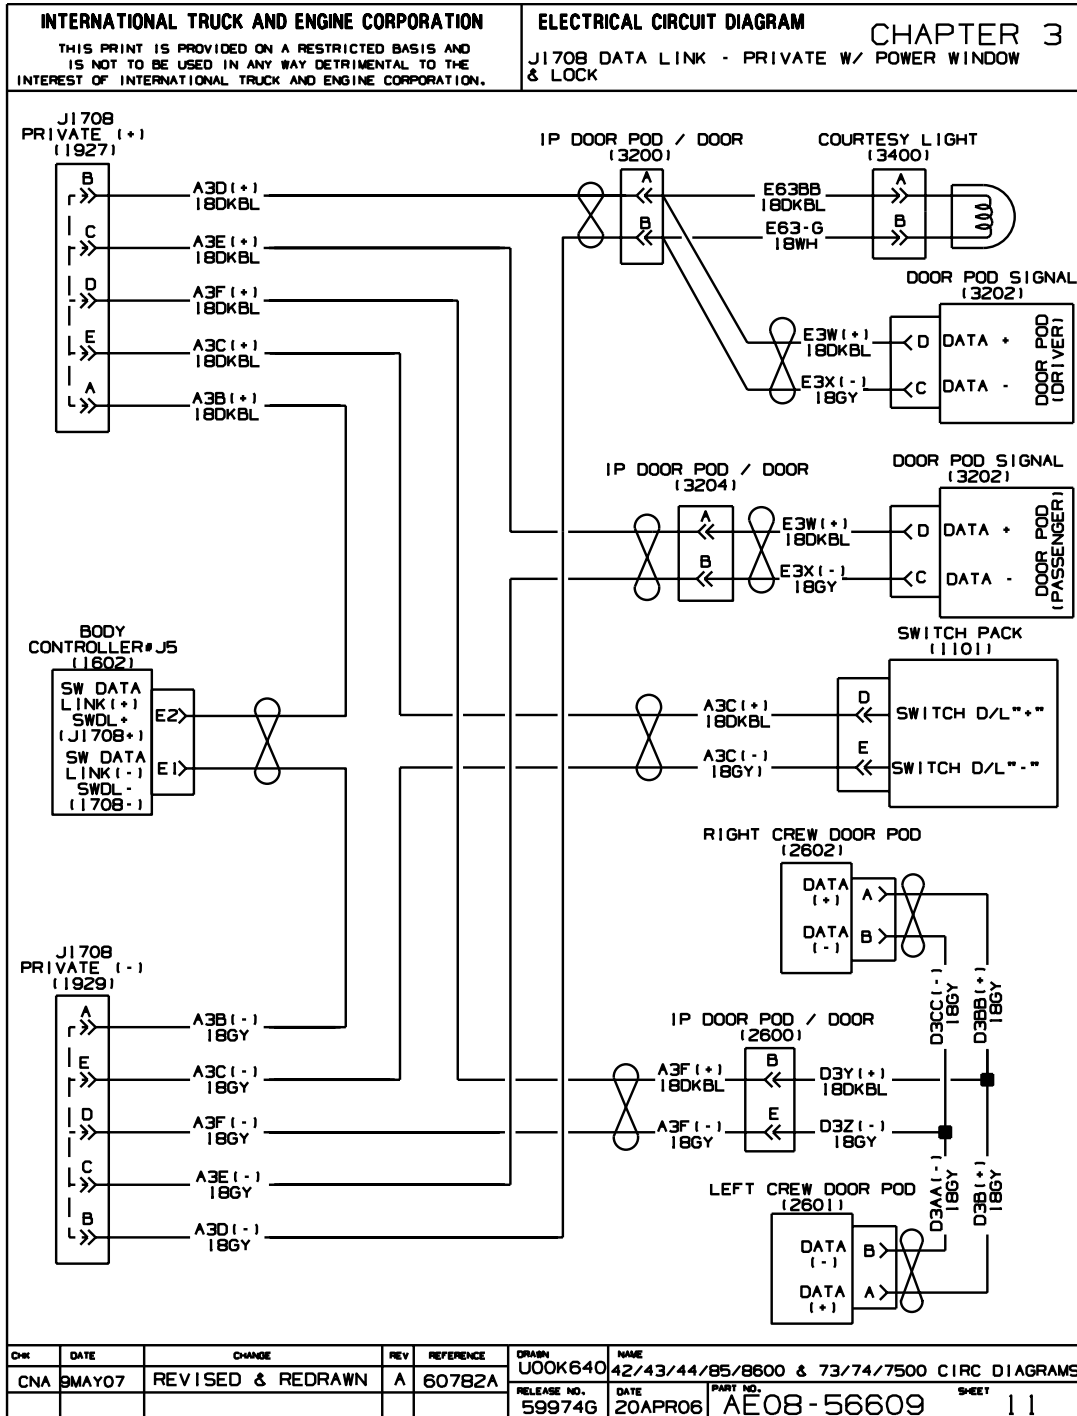 INTERNATIONAL TRUCK AND ENGINE CORPORATION
THIS PRINT IS PROVIDED ON A RESTRICTED BASIS AND
IS NOT TO BE USED IN ANY WAY DETRIMENTAL TO THE
INTEREST OF INTERNATIONAL TRUCK AND ENGINE CORPORATION.
ELECTRICAL CIRCUIT DIAGRAM
CHAPTER 3
J1708 DATA LINK - PRIVATE W/ POWER WINDOW
& LOCK
J1708
PRIVATE (+)
(1927)
B
A3D(+)
18DKBL
C
A3E(+)
18DKBL
D
A3F(+)
18DKBL
E
A3C(+)
18DKBL
A
A3B(+)
18DKBL
IP DOOR POD / DOOR
(3200)
A
B
COURTESY LIGHT
(3400)
A
B
E63BB
18DKBL
E63-G
18WH
DOOR POD SIGNAL
(3202)
E3W(+)
18DKBL
D
DATA +
E3X(-)
18GY
C
DATA -
DOOR POD
(DRIVER)
IP DOOR POD / DOOR
(3204)
A
B
DOOR POD SIGNAL
(3202)
E3W(+)
18DKBL
D
DATA +
E3X(-)
18GY
C
DATA -
DOOR POD
(PASSENGER)
BODY
CONTROLLER#J5
(1602)
SW DATA
LINK(+)
SWDL+
(J1708+)
E2
SW DATA
LINK(-)
SWDL-
(1708-)
E1
SWITCH PACK
(1101)
A3C(+)
18DKBL
D
SWITCH D/L"+"
A3C(-)
18GY)
E
SWITCH D/L"-"
RIGHT CREW DOOR POD
(2602)
DATA
(+)
A
DATA
(-)
B
D3CC(-)
18GY
D3BB(+)
18GY
J1708
PRIVATE (-)
(1929)
A
A3B(-)
18GY
E
A3C(-)
18GY
D
A3F(-)
18GY
C
A3E(-)
18GY
B
A3D(-)
18GY
IP DOOR POD / DOOR
(2600)
A3F(+)
18DKBL
B
D3Y(+)
18DKBL
A3F(-)
18GY
E
D3Z(-)
18GY
D3AA(-)
18GY
D3B(+)
18GY
LEFT CREW DOOR POD
(2601)
DATA
(-)
B
DATA
(+)
A
CHK
DATE
CHANGE
REV
REFERENCE
CNA
9MAY07
REVISED & REDRAWN
A
60782A
DRAWN
U00K640
NAME
42/43/44/85/8600 & 73/74/7500 CIRC DIAGRAMS
RELEASE NO.
59974G
DATE
20APR06
PART NO.
AE08-56609
SHEET
11